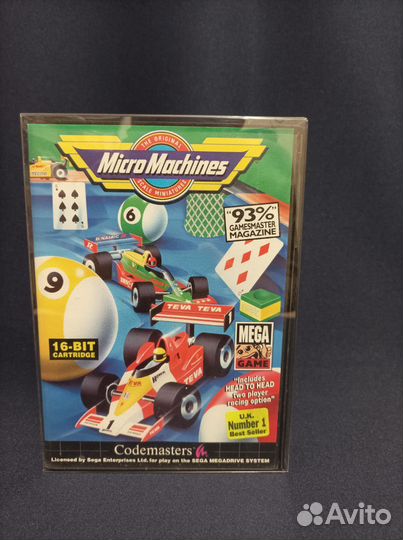 THE ORIGINAL
Micro Machines
SCALE MINIATURES
6
"93%"
GAMESMASTER
MAGAZINE
9
TEVA TEVA
TEVA
1
16-BIT
CARTRIDGE
MEGA
GAME
"Includes
HEAD TO HEAD
two player
racing option"
U.K.
Number 1
Best Seller
Codemasters
Licensed by Sega Enterprises Ltd. for play on the SEGA MEGADRIVE SYSTEM
Avito